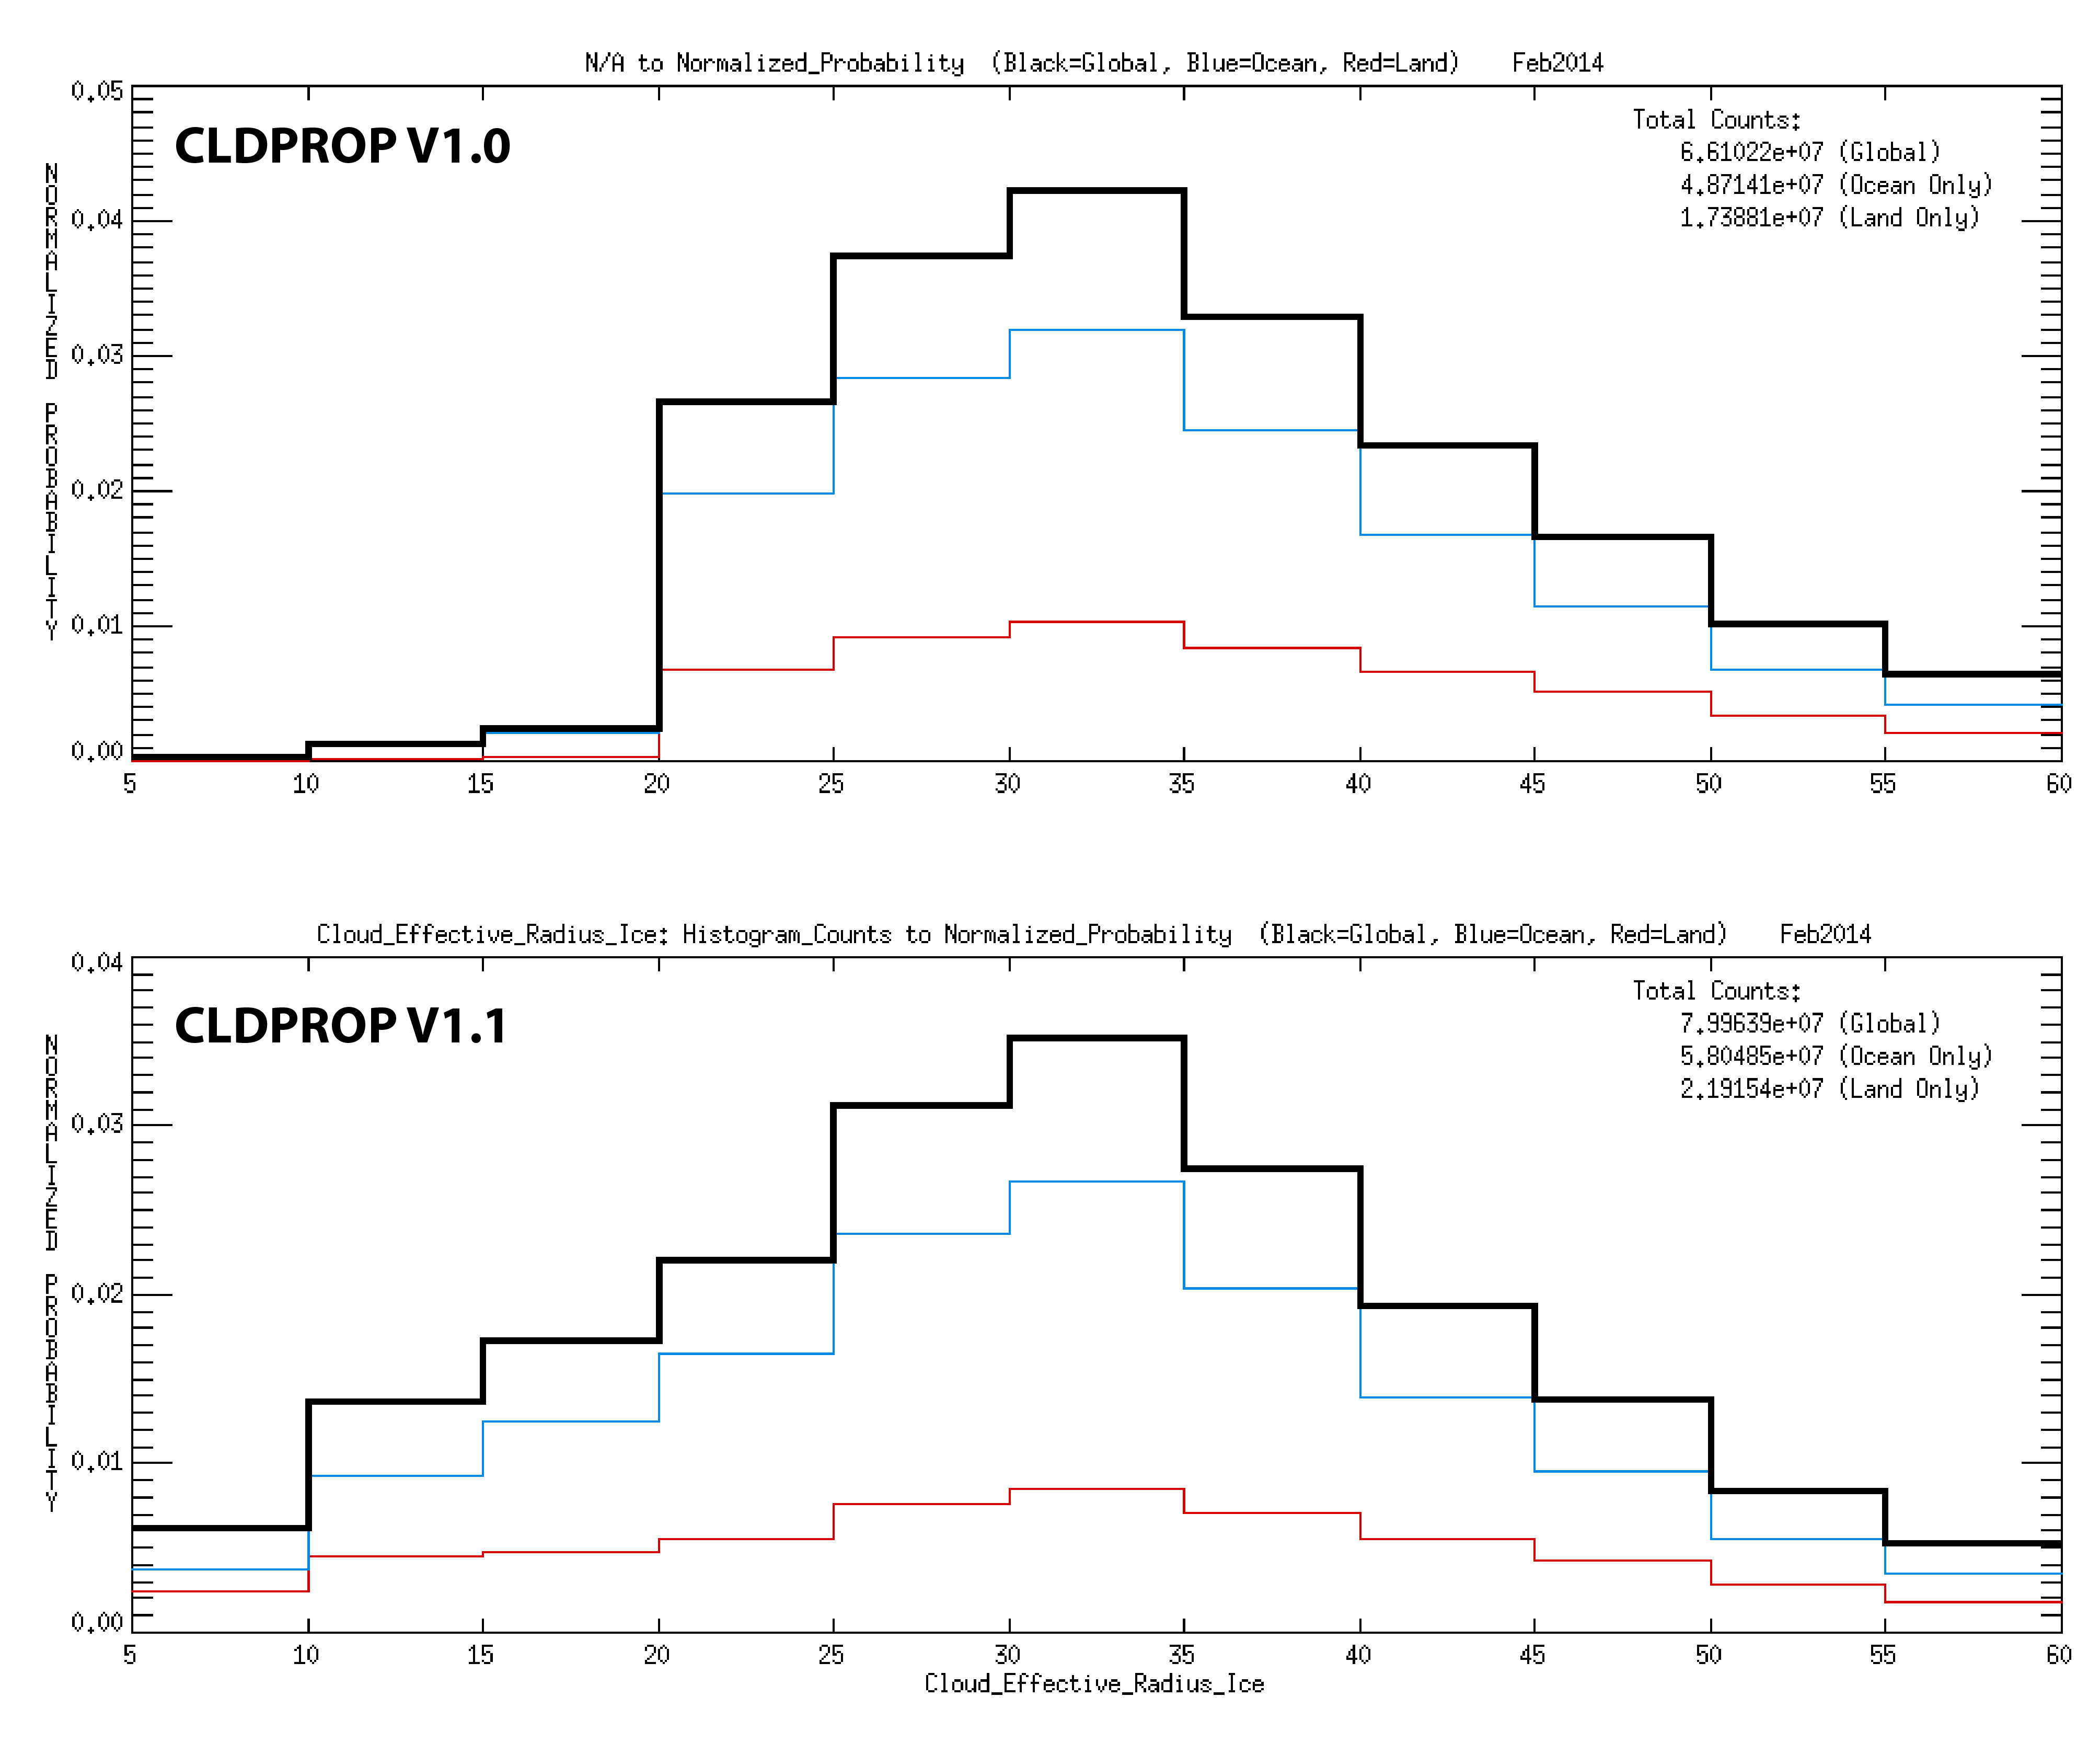 N/A to Normalized_Probability (Black=Global, Blue=Ocean, Red=Land) Feb2014
CLDPROP V1.0
Total Counts:
6.61022e+07 (Global)
4.87141e+07 (Ocean Only)
1.73881e+07 (Land Only)
NORMALIZED PROBABILITY
0.05
0.04
0.03
0.02
0.01
0.00
5 10 15 20 25 30 35 40 45 50 55 60
Cloud_Effective_Radius_Ice: Histogram_Counts to Normalized_Probability (Black=Global, Blue=Ocean, Red=Land) Feb2014
CLDPROP V1.1
Total Counts:
7.99639e+07 (Global)
5.80485e+07 (Ocean Only)
2.19154e+07 (Land Only)
NORMALIZED PROBABILITY
0.04
0.03
0.02
0.01
0.00
5 10 15 20 25 30 35 40 45 50 55 60
Cloud_Effective_Radius_Ice